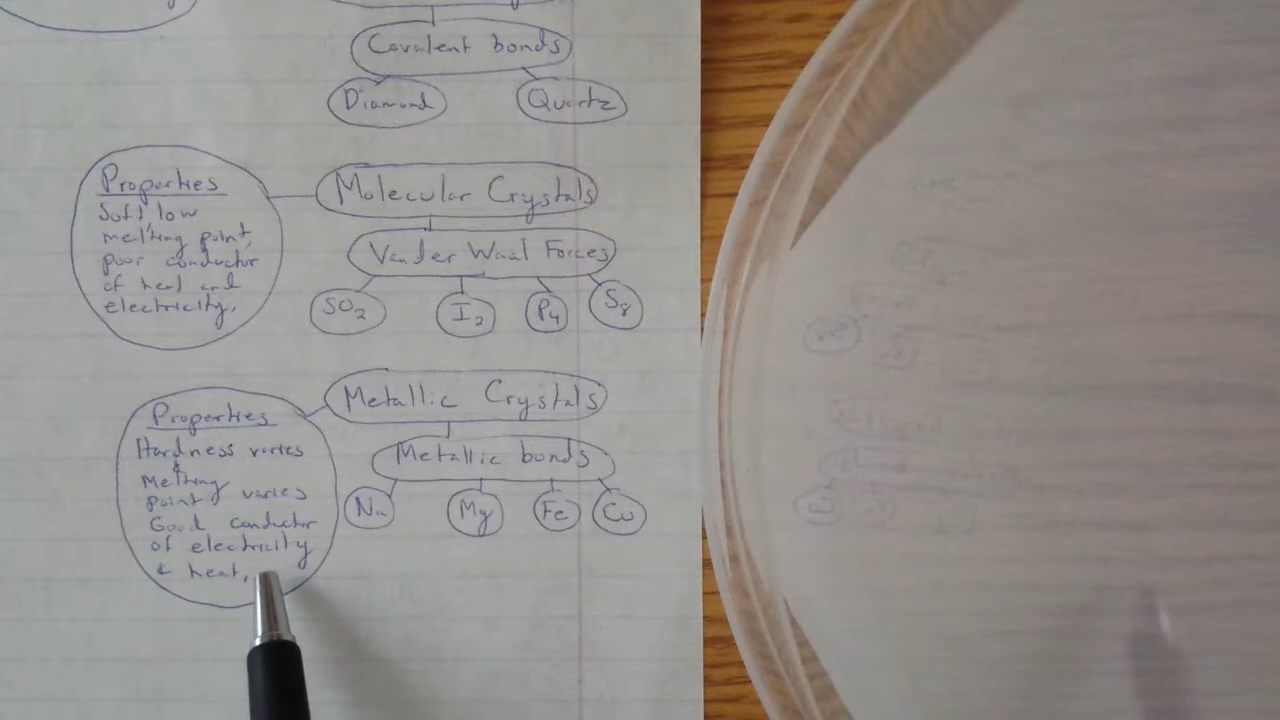 Covalent bonds
Diamond
Quartz
Properties
Soft, low
melting point,
poor conductor
of heat and
electricity.
Molecular Crystals
Vander Waal Forces
SO2
I2
P4
S8
Properties
Hardness varies
&
Melting
point varies
Good conductor
of electricity
& heat,
Metallic Crystals
Metallic bonds
Na
Mg
Fe
Cu